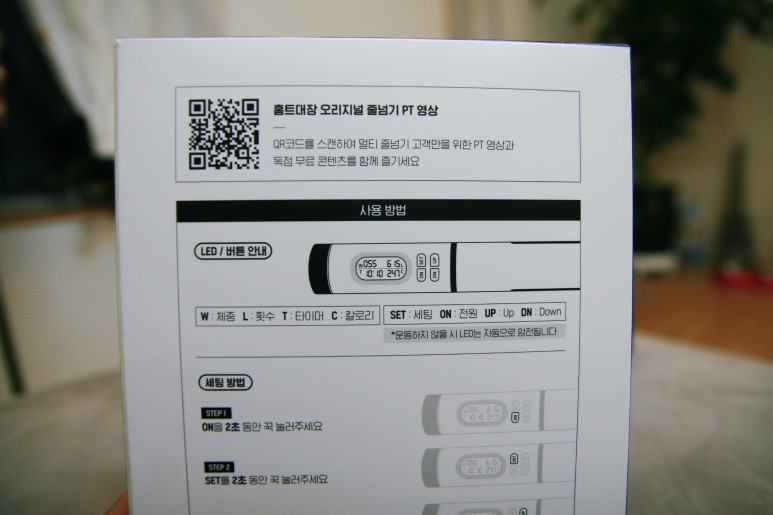 홈트대장 오리지널 줄넘기 PT 영상
QR코드를 스캔하여 멀티 줄넘기 고객만을 위한 PT 영상과
독점 무료 콘텐츠를 함께 즐기세요
사용 방법
LED / 버튼 안내
W 055 6 15 L
T 10:10 247 C
W : 체중 L : 횟수 T : 타이머 C : 칼로리
SET : 세팅 ON : 전원 UP : Up DN : Down
*운동하지 않을 시 LED는 자동으로 암전됩니다
세팅 방법
STEP 1
ON을 2초 동안 꾹 눌러주세요
STEP 2
SET를 2초 동안 꾹 눌러주세요